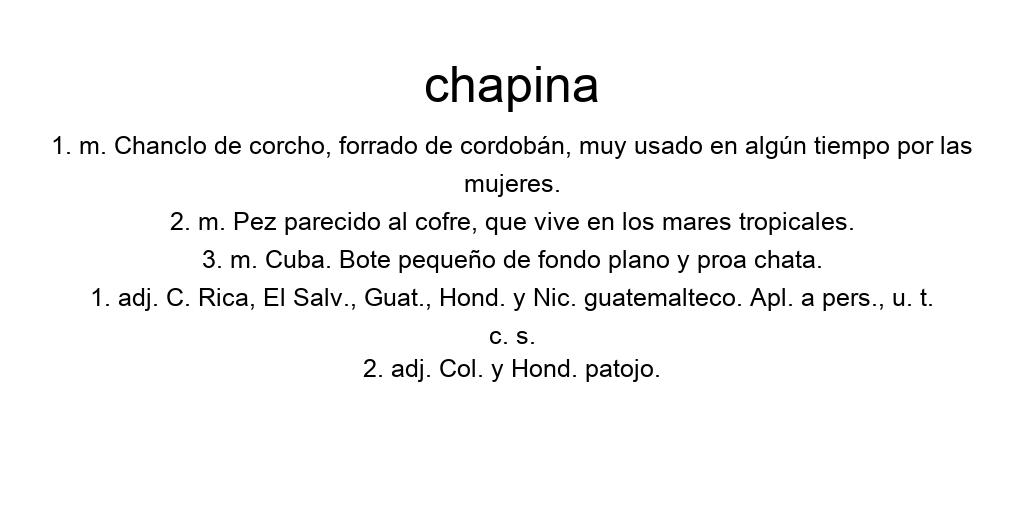 chapina
1. m. Chanclo de corcho, forrado de cordobán, muy usado en algún tiempo por las
mujeres.
2. m. Pez parecido al cofre, que vive en los mares tropicales.
3. m. Cuba. Bote pequeño de fondo plano y proa chata.
1. adj. C. Rica, El Salv., Guat., Hond. y Nic. guatemalteco. Apl. a pers., u. t.
c. s.
2. adj. Col. y Hond. patojo.